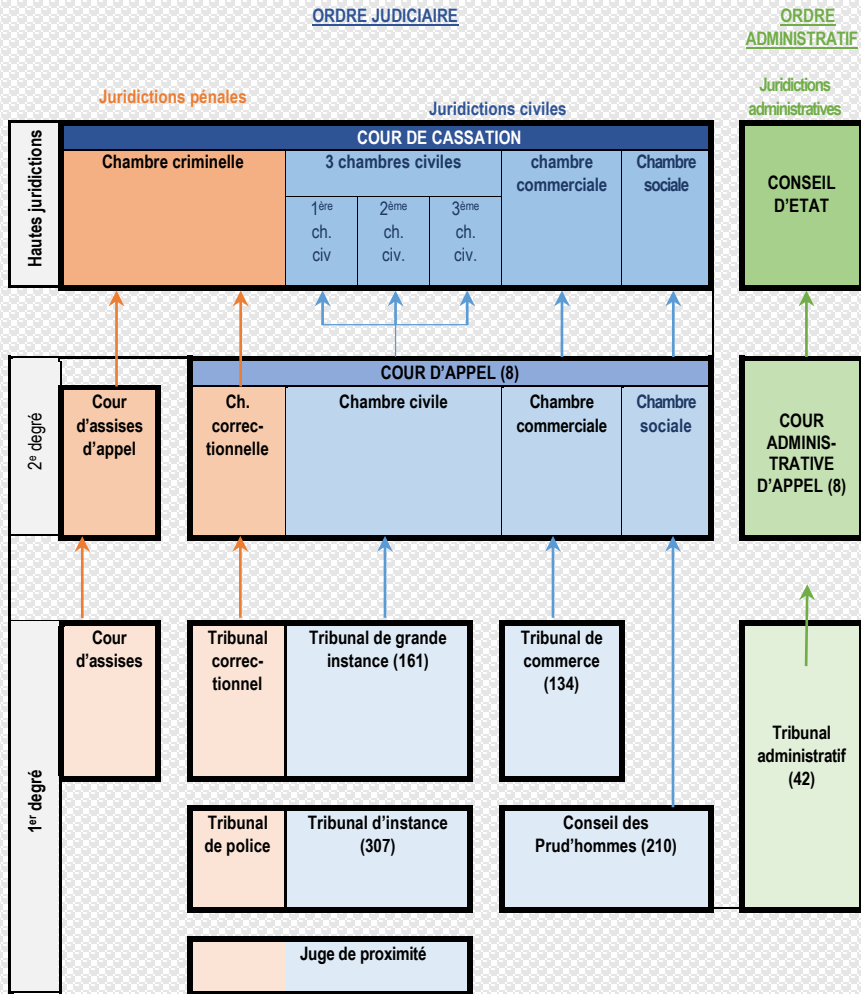 ORDRE JUDICIAIRE
ORDRE
ADMINISTRATIF
Juridictions pénales
Juridictions civiles
Juridictions
administratives
Hautes juridictions
COUR DE CASSATION
Chambre criminelle
3 chambres civiles
1ère
ch.
civ
2ème
ch.
civ.
3ème
ch.
civ.
chambre
commerciale
Chambre
sociale
CONSEIL
D'ETAT
2e degré
Cour
d'assises
d'appel
COUR D'APPEL (8)
Ch.
correc-
tionnelle
Chambre civile
Chambre
commerciale
Chambre
sociale
COUR
ADMINIS-
TRATIVE
D'APPEL (8)
1er degré
Cour
d'assises
Tribunal
correc-
tionnel
Tribunal de grande
instance (161)
Tribunal de
commerce
(134)
Tribunal
administratif
(42)
Tribunal
de police
Tribunal d'instance
(307)
Conseil des
Prud'hommes (210)
Juge de proximité